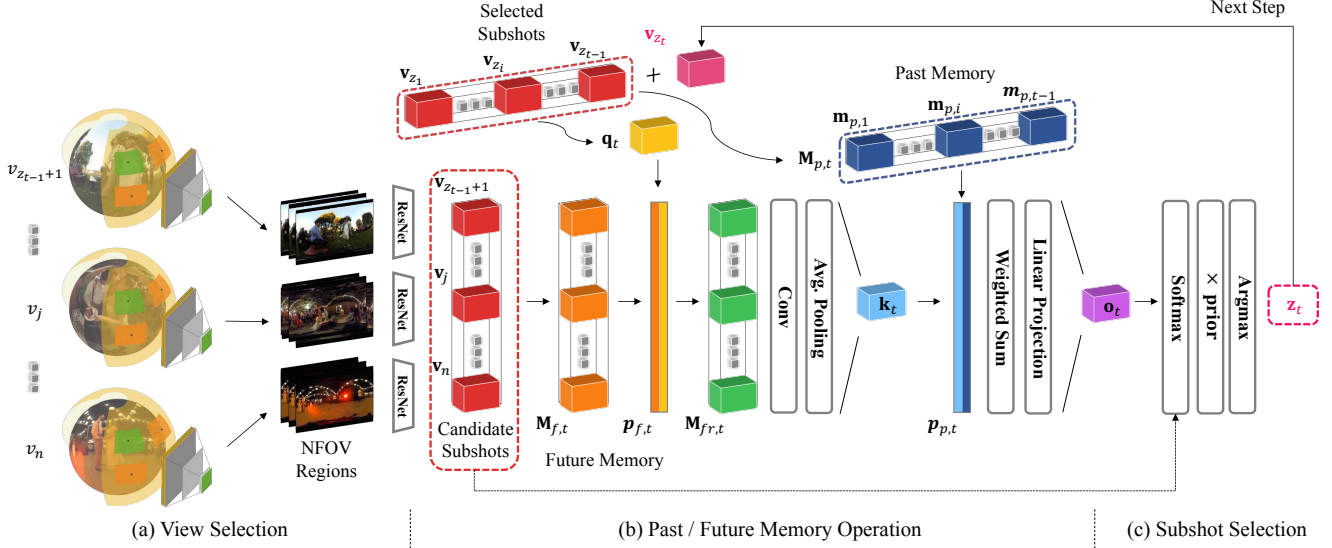 Next Step
Selected
Subshots
v_{z_1}
v_{z_i}
v_{z_{t-1}}
+
v_{z_t}
Past Memory
m_{p,1}
m_{p,i}
m_{p,t-1}
M_{p,t}
q_t
v_{z_{t-1}+1}
v_j
v_n
NFOV
Regions
ResNet
ResNet
ResNet
v_{z_{t-1}+1}
v_j
v_n
Candidate
Subshots
M_{f,t}
Future Memory
p_{f,t}
M_{fr,t}
Conv
Avg. Pooling
k_t
p_{p,t}
Weighted Sum
Linear Projection
o_t
Softmax
× prior
Argmax
z_t
(a) View Selection
(b) Past / Future Memory Operation
(c) Subshot Selection